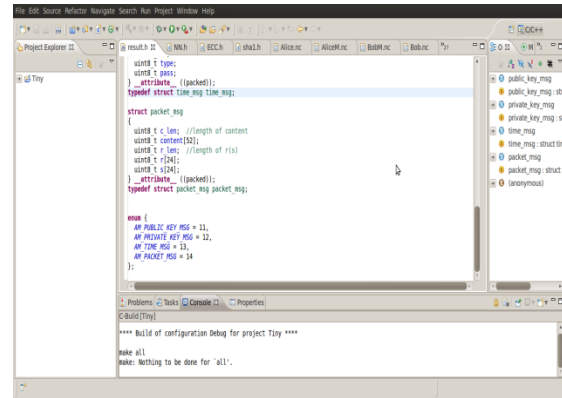 File Edit Source Refactor Navigate Search Run Project Window Help
C/C++
Project Explorer
Tiny
result.h NN.h ECC.h sha1.h Alice.nc AliceM.nc BobM.nc Bob.nc
uint8_t type;
uint8_t pass;
} __attribute__ ((packed));
typedef struct time_msg time_msg;
struct packet_msg
{
uint8_t c_len; //length of content
uint8_t content[52];
uint8_t r_len; //length of r(s)
uint8_t r[24];
uint8_t s[24];
} __attribute__ ((packed));
typedef struct packet_msg packet_msg;
enum {
AM_PUBLIC_KEY_MSG = 11,
AM_PRIVATE_KEY_MSG = 12,
AM_TIME_MSG = 13,
AM_PACKET_MSG = 14
};
O M
public_key_msg
public_key_msg : str
private_key_msg
private_key_msg : s
time_msg
time_msg : struct tim
packet_msg
packet_msg : struct
(anonymous)
Problems Tasks Console Properties
C-Build [Tiny]
**** Build of configuration Debug for project Tiny ****
make all
make: Nothing to be done for `all'.